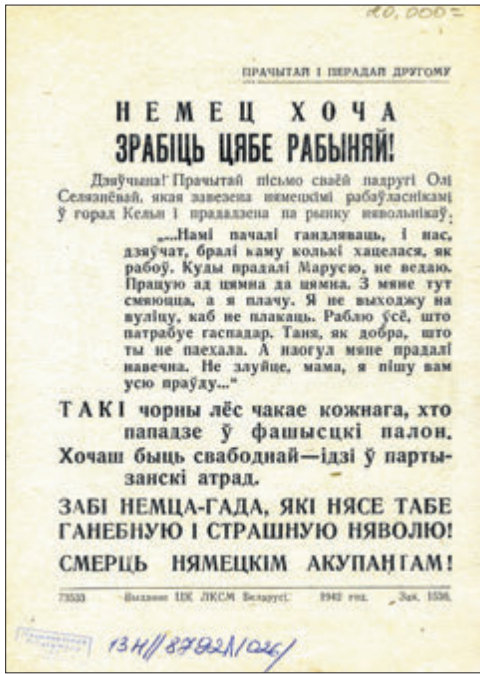 20.000=
ПРАЧЫТАЙ І ПЕРАДАЙ ДРУГОМУ
НЕМЕЦ ХОЧА
ЗРАБІЦЬ ЦЯБЕ РАБЫНЯЙ!
Дзяўчына! Прачытай пісьмо сваёй падругі Олі
Селязнёвай, якая завезена нямецкімі рабаўласнікамі
ў горад Кельн і прададзена на рынку нявольнікаў:
„...Намі пачалі гандляваць, і нас,
дзяўчат, бралі каму колькі хацелася, як
рабоў. Куды прадалі Марусю, не ведаю.
Працую ад цямна да цямна. З мяне тут
смяюцца, а я плачу. Я не выходжу на
вуліцу, каб не плакаць. Раблю ўсё, што
патрабуе гаспадар. Таня, як добра, што
ты не паехала. А наогул мяне прадалі
навечна. Не злуйце, мама, я пішу вам
усю праўду..."
ТАКІ чорны лёс чакае кожнага, хто
пападзе ў фашысцкі палон.
Хочаш быць свабоднай—ідзі ў парты-
занскі атрад.
ЗАБІ НЕМЦА-ГАДА, ЯКІ НЯСЕ ТАБЕ
ГАНЕБНУЮ І СТРАШНУЮ НЯВОЛЮ!
СМЕРЦЬ НЯМЕЦКІМ АКУПАНТАМ!
73533 Выданне ЦК ЛКСМ Беларусі. 1942 год. Зак. 1536.